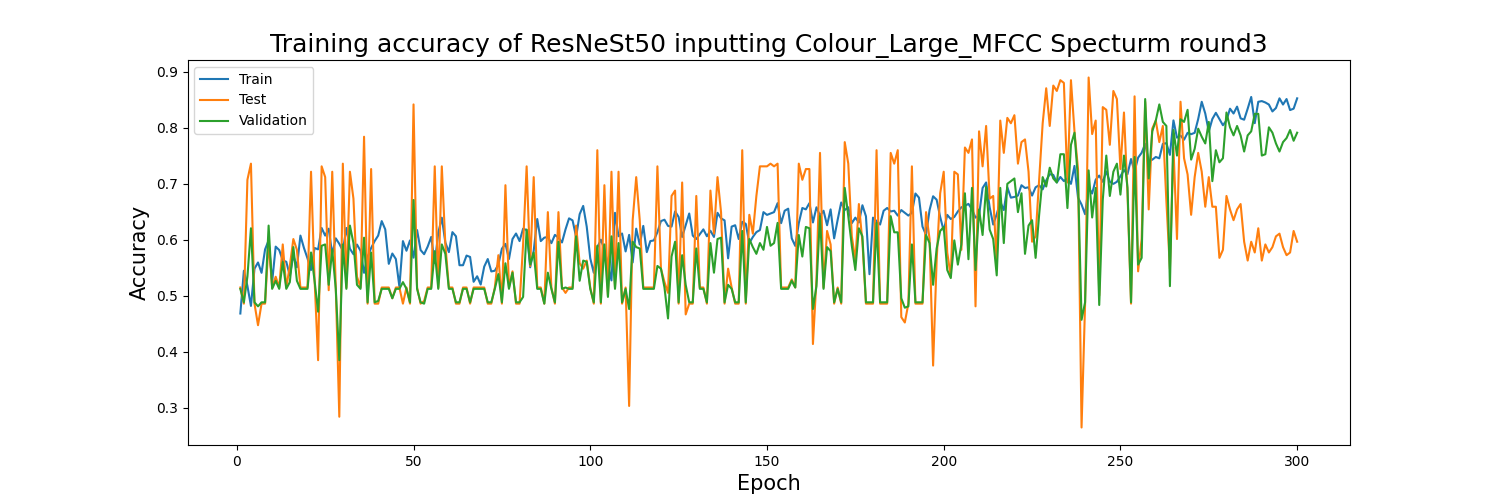 Training accuracy of ResNeSt50 inputting Colour_Large_MFCC Specturm round3
Train
Test
Validation
Accuracy
0.9
0.8
0.7
0.6
0.5
0.4
0.3
0 50 100 150 200 250 300
Epoch